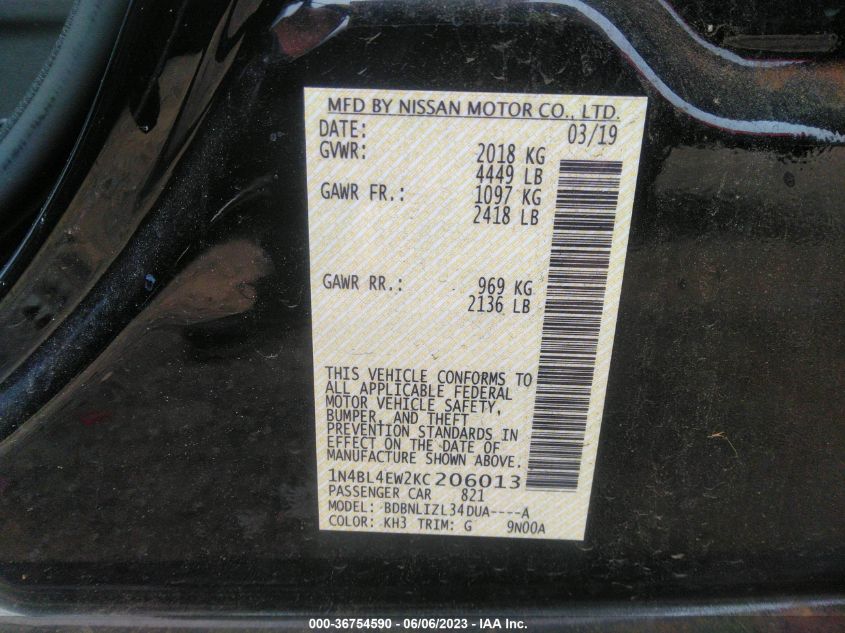 MFD BY NISSAN MOTOR CO., LTD.
DATE: 03/19
GVWR: 2018 KG
4449 LB
GAWR FR.: 1097 KG
2418 LB
GAWR RR.: 969 KG
2136 LB
THIS VEHICLE CONFORMS TO
ALL APPLICABLE FEDERAL
MOTOR VEHICLE SAFETY,
BUMPER, AND THEFT
PREVENTION STANDARDS IN
EFFECT ON THE DATE OF
MANUFACTURE SHOWN ABOVE.
1N4BL4EW2KC206013
PASSENGER CAR 821
MODEL: BDBNLIZL34DUA----A
COLOR: KH3 TRIM: G 9N00A
000-36754590 - 06/06/2023 - IAA Inc.